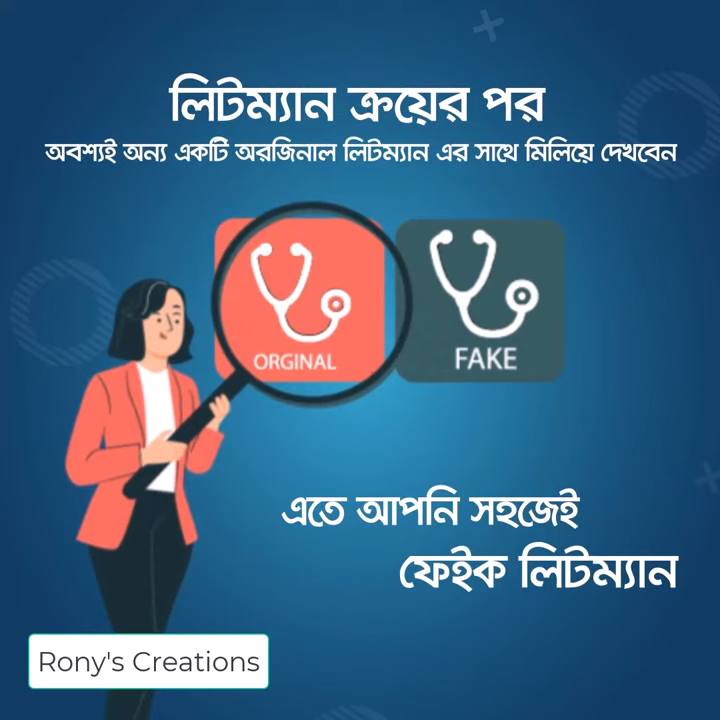 লিটম্যান ক্রয়ের পর
অবশ্যই অন্য একটি অরজিনাল লিটম্যান এর সাথে মিলিয়ে দেখবেন
ORGINAL
FAKE
এতে আপনি সহজেই
ফেইক লিটম্যান
Rony's Creations